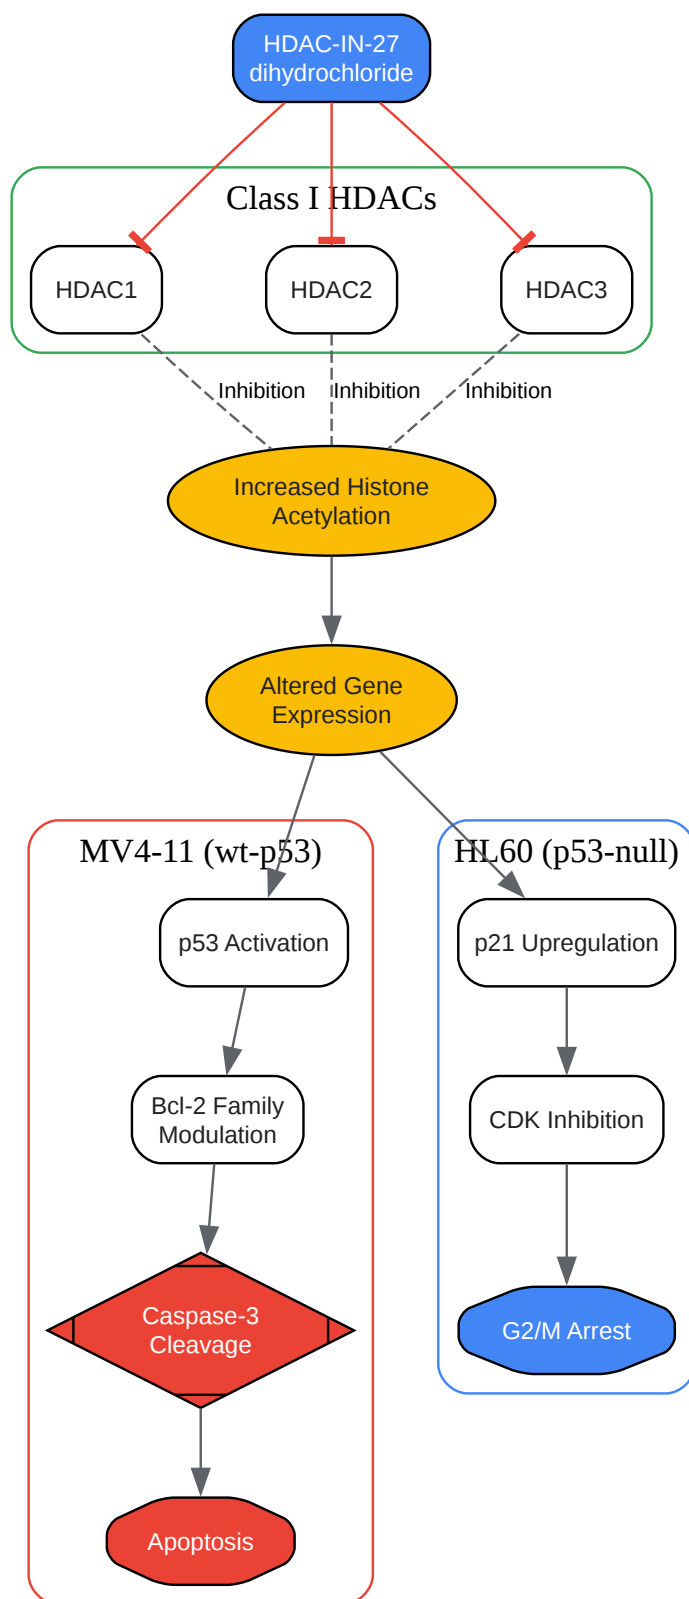 HDAC-IN-27
dihydrochloride
Class I HDACs
HDAC1
HDAC2
HDAC3
Inhibition
Inhibition
Inhibition
Increased Histone
Acetylation
Altered Gene
Expression
MV4-11 (wt-p53)
p53 Activation
Bcl-2 Family
Modulation
Caspase-3
Cleavage
Apoptosis
HL60 (p53-null)
p21 Upregulation
CDK Inhibition
G2/M Arrest